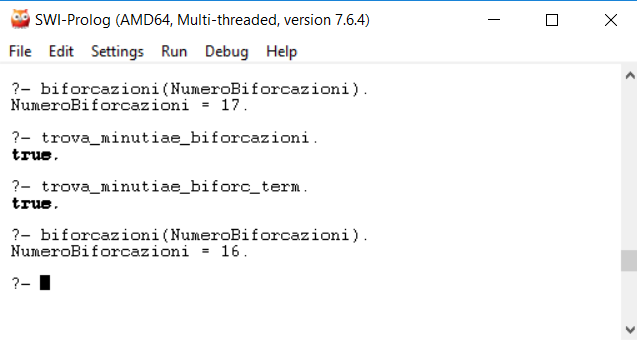 SWI-Prolog (AMD64, Multi-threaded, version 7.6.4)
File Edit Settings Run Debug Help
?- biforcazioni(NumeroBiforcazioni).
NumeroBiforcazioni = 17.
?- trova_minutiae_biforcazioni.
true.
?- trova_minutiae_biforc_term.
true.
?- biforcazioni(NumeroBiforcazioni).
NumeroBiforcazioni = 16.
?-